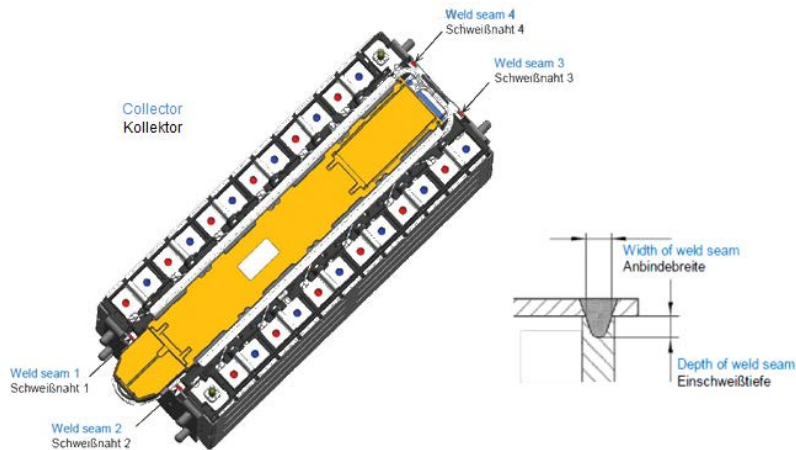 Weld seam 4
Schweißnaht 4
Weld seam 3
Schweißnaht 3
Collector
Kollektor
Width of weld seam
Anbindebreite
Depth of weld seam
Einschweißtiefe
Weld seam 1
Schweißnaht 1
Weld seam 2
Schweißnaht 2